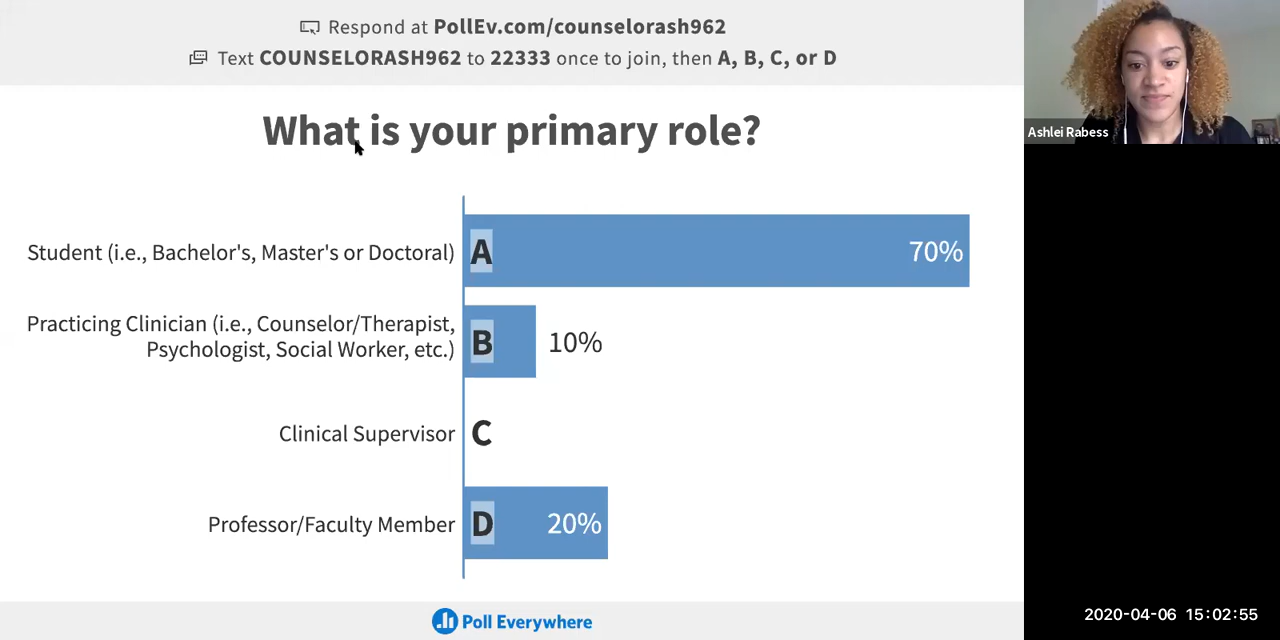 Respond at PollEv.com/counselorash962
Text COUNSELORASH962 to 22333 once to join, then A, B, C, or D
What is your primary role?
Student (i.e., Bachelor's, Master's or Doctoral) A 70%
Practicing Clinician (i.e., Counselor/Therapist,
Psychologist, Social Worker, etc.) B 10%
Clinical Supervisor C
Professor/Faculty Member D 20%
Poll Everywhere
Ashlei Rabess
2020-04-06 15:02:55